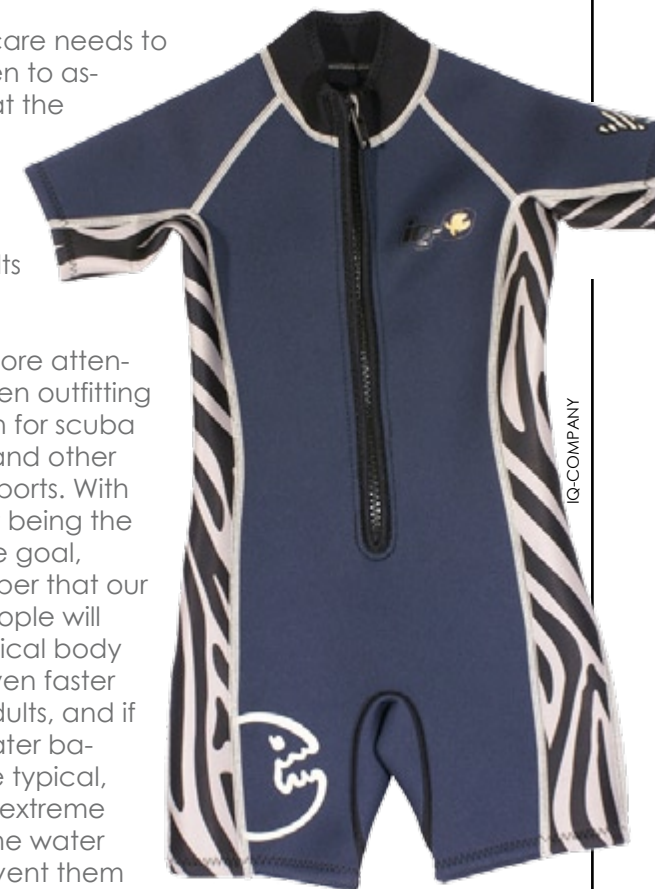 care needs to
en to as-
at the
lts
ore atten-
en outfitting
n for scuba
and other
ports. With
being the
e goal,
ber that our
ople will
ical body
ven faster
dults, and if
ater ba-
e typical,
extreme
he water
vent them
iq-
IQ-COMPANY